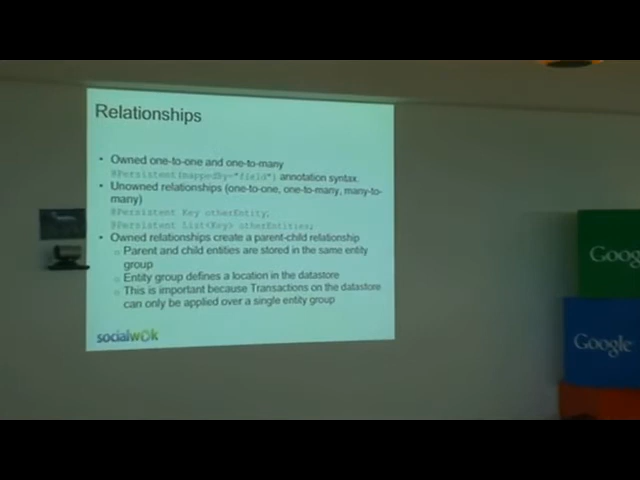 Relationships
• Owned one-to-one and one-to-many
@Persistent(mappedBy="field") annotation syntax.
• Unowned relationships (one-to-one, one-to-many, many-to-
many)
@Persistent Key otherEntity;
@Persistent List<Key> otherEntities;
• Owned relationships create a parent-child relationship
○ Parent and child entities are stored in the same entity
group
○ Entity group defines a location in the datastore
○ This is important because Transactions on the datastore
can only be applied over a single entity group
socialwok
Goog
Google